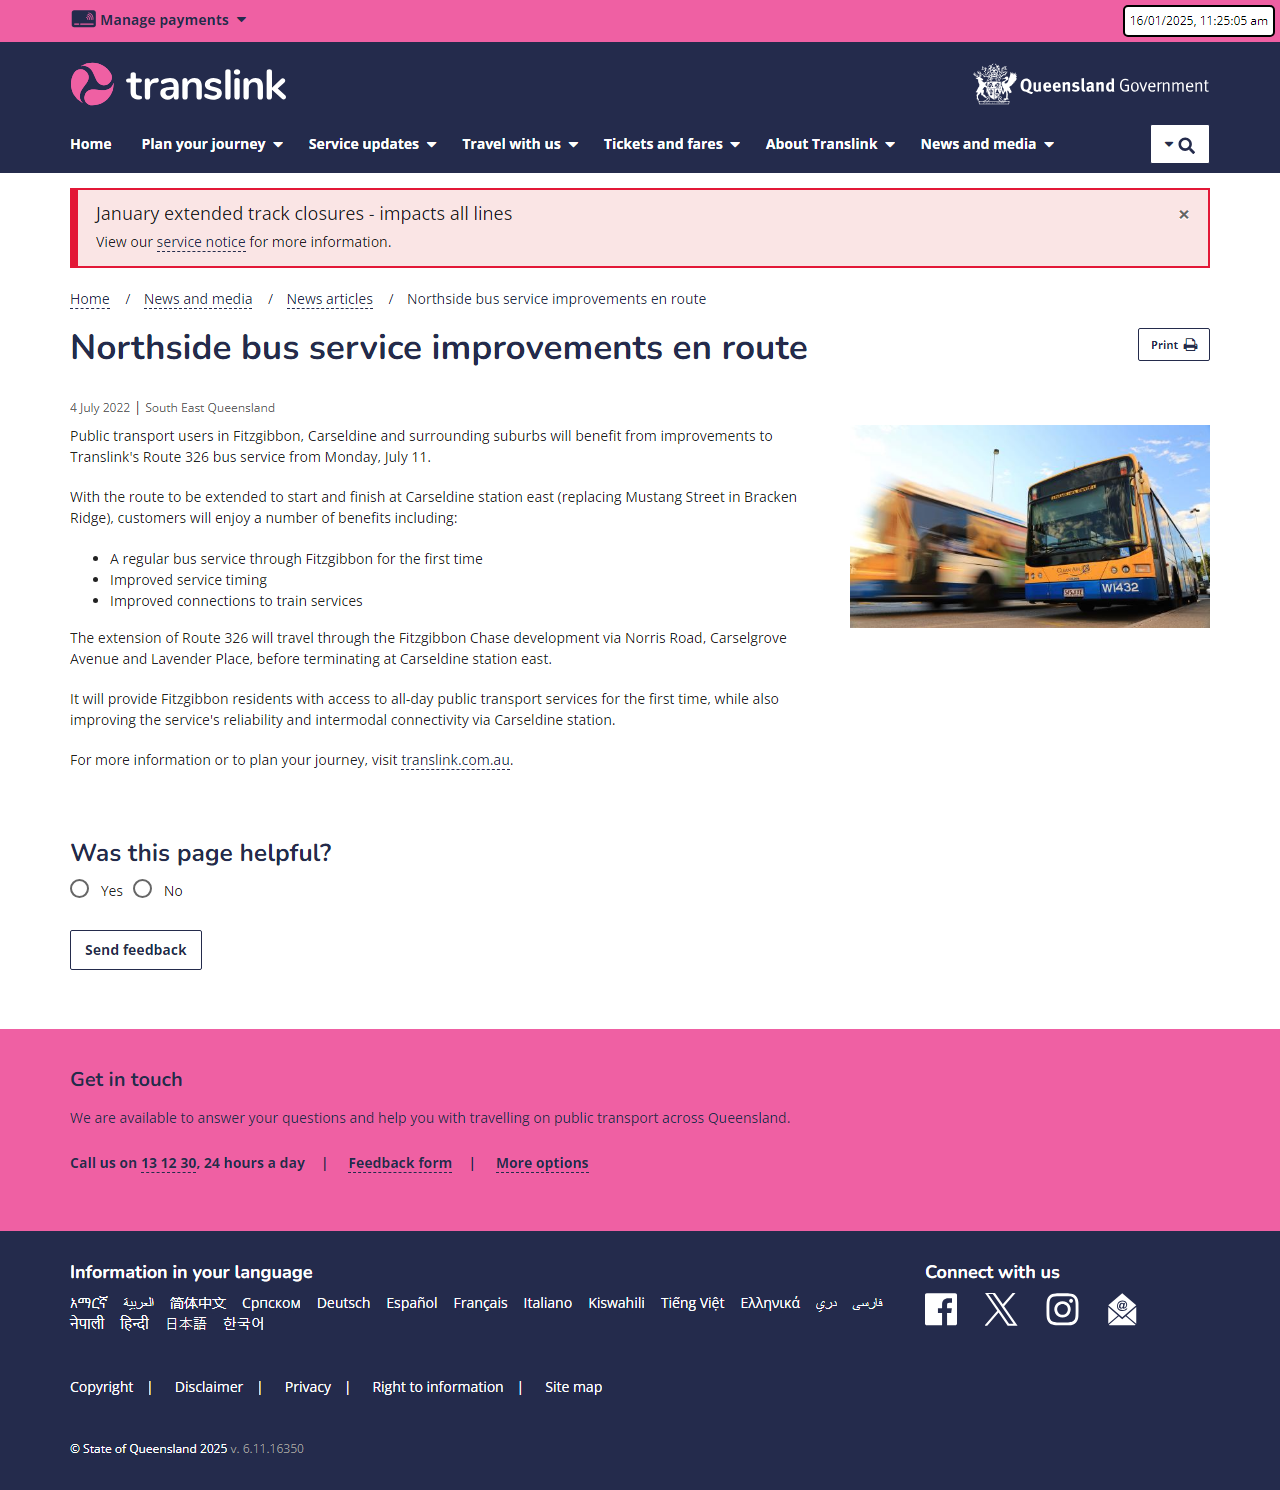 Manage payments
16/01/2025, 11:25:05 am
translink
Queensland Government
Home Plan your journey Service updates Travel with us Tickets and fares About Translink News and media
January extended track closures - impacts all lines ×
View our service notice for more information.
Home / News and media / News articles / Northside bus service improvements en route
Northside bus service improvements en route
Print
4 July 2022 | South East Queensland
Public transport users in Fitzgibbon, Carseldine and surrounding suburbs will benefit from improvements to
Translink's Route 326 bus service from Monday, July 11.
With the route to be extended to start and finish at Carseldine station east (replacing Mustang Street in Bracken
Ridge), customers will enjoy a number of benefits including:
• A regular bus service through Fitzgibbon for the first time
• Improved service timing
• Improved connections to train services
WI432
The extension of Route 326 will travel through the Fitzgibbon Chase development via Norris Road, Carselgrove
Avenue and Lavender Place, before terminating at Carseldine station east.
It will provide Fitzgibbon residents with access to all-day public transport services for the first time, while also
improving the service's reliability and intermodal connectivity via Carseldine station.
For more information or to plan your journey, visit translink.com.au.
Was this page helpful?
Yes No
Send feedback
Get in touch
We are available to answer your questions and help you with travelling on public transport across Queensland.
Call us on 13 12 30, 24 hours a day | Feedback form | More options
Information in your language
አማርኛ العربية 简体中文 Српском Deutsch Español Français Italiano Kiswahili Tiếng Việt Ελληνικά دري فارسی
नेपाली हिन्दी 日本語 한국어
Connect with us
Copyright | Disclaimer | Privacy | Right to information | Site map
© State of Queensland 2025 v. 6.11.16350